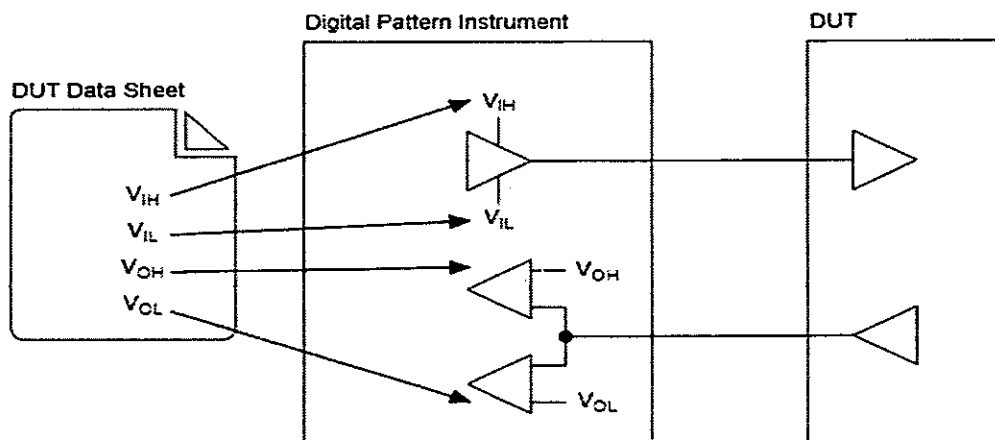 Digital Pattern Instrument
DUT
DUT Data Sheet
VIH
VIL
VOH
VOL
VIH
VIL
VOH
VOL